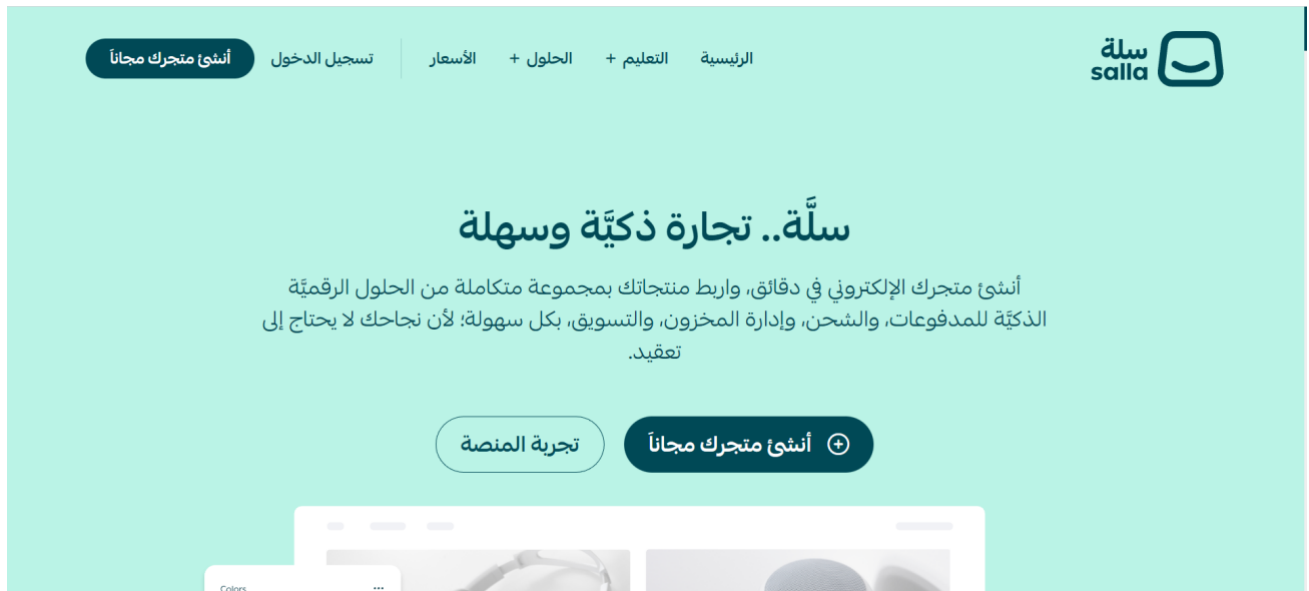 سلة
salla
الرئيسية
التعليم +
الحلول +
الأسعار
تسجيل الدخول
أنشئ متجرك مجاناً
سلَّة.. تجارة ذكيَّة وسهلة
أنشئ متجرك الإلكتروني في دقائق، واربط منتجاتك بمجموعة متكاملة من الحلول الرقميَّة
الذكيَّة للمدفوعات، والشحن، وإدارة المخزون، والتسويق، بكل سهولة؛ لأن نجاحك لا يحتاج إلى
تعقيد.
أنشئ متجرك مجاناً
تجربة المنصة
Colors